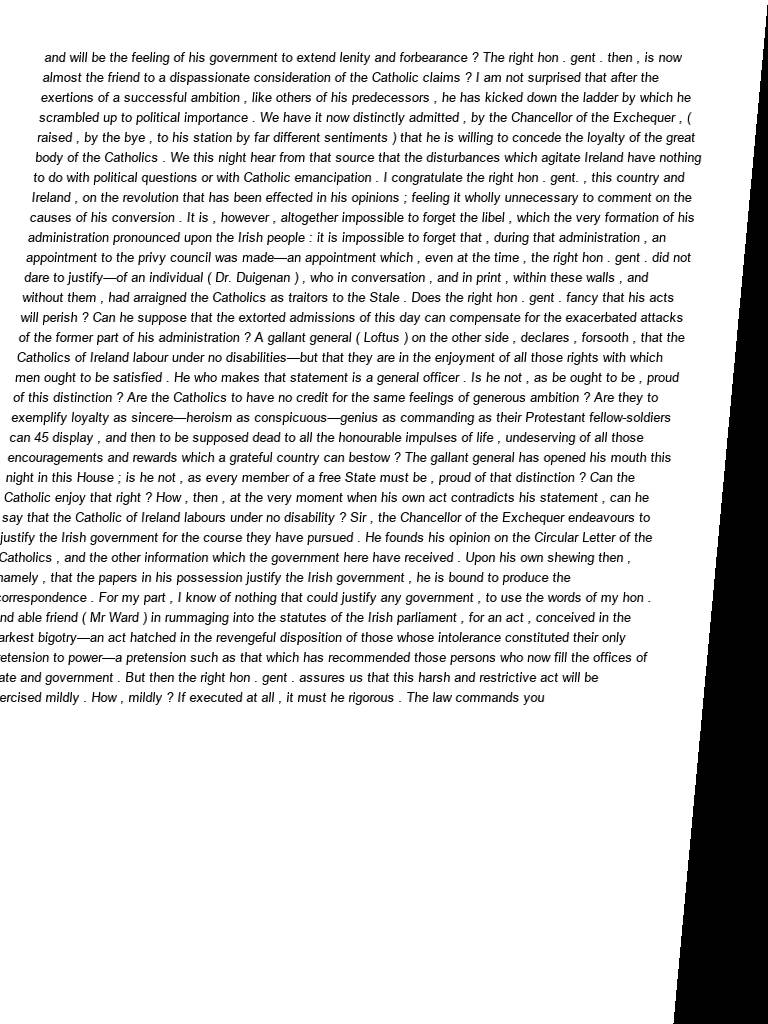 and will be the feeling of his government to extend lenity and forbearance ? The right hon . gent . then , is now
almost the friend to a dispassionate consideration of the Catholic claims ? I am not surprised that after the
exertions of a successful ambition , like others of his predecessors , he has kicked down the ladder by which he
scrambled up to political importance . We have it now distinctly admitted , by the Chancellor of the Exchequer , (
raised , by the bye , to his station by far different sentiments ) that he is willing to concede the loyalty of the great
body of the Catholics . We this night hear from that source that the disturbances which agitate Ireland have nothing
to do with political questions or with Catholic emancipation . I congratulate the right hon . gent. , this country and
Ireland , on the revolution that has been effected in his opinions ; feeling it wholly unnecessary to comment on the
causes of his conversion . It is , however , altogether impossible to forget the libel , which the very formation of his
administration pronounced upon the Irish people : it is impossible to forget that , during that administration , an
appointment to the privy council was made—an appointment which , even at the time , the right hon . gent . did not
dare to justify—of an individual ( Dr. Duigenan ) , who in conversation , and in print , within these walls , and
without them , had arraigned the Catholics as traitors to the Stale . Does the right hon . gent . fancy that his acts
will perish ? Can he suppose that the extorted admissions of this day can compensate for the exacerbated attacks
of the former part of his administration ? A gallant general ( Loftus ) on the other side , declares , forsooth , that the
Catholics of Ireland labour under no disabilities—but that they are in the enjoyment of all those rights with which
men ought to be satisfied . He who makes that statement is a general officer . Is he not , as be ought to be , proud
of this distinction ? Are the Catholics to have no credit for the same feelings of generous ambition ? Are they to
exemplify loyalty as sincere—heroism as conspicuous—genius as commanding as their Protestant fellow-soldiers
can 45 display , and then to be supposed dead to all the honourable impulses of life , undeserving of all those
encouragements and rewards which a grateful country can bestow ? The gallant general has opened his mouth this
night in this House ; is he not , as every member of a free State must be , proud of that distinction ? Can the
Catholic enjoy that right ? How , then , at the very moment when his own act contradicts his statement , can he
say that the Catholic of Ireland labours under no disability ? Sir , the Chancellor of the Exchequer endeavours to
justify the Irish government for the course they have pursued . He founds his opinion on the Circular Letter of the
Catholics , and the other information which the government here have received . Upon his own shewing then ,
namely , that the papers in his possession justify the Irish government , he is bound to produce the
correspondence . For my part , I know of nothing that could justify any government , to use the words of my hon .
nd able friend ( Mr Ward ) in rummaging into the statutes of the Irish parliament , for an act , conceived in the
arkest bigotry—an act hatched in the revengeful disposition of those whose intolerance constituted their only
retension to power—a pretension such as that which has recommended those persons who now fill the offices of
ate and government . But then the right hon . gent . assures us that this harsh and restrictive act will be
ercised mildly . How , mildly ? If executed at all , it must he rigorous . The law commands you